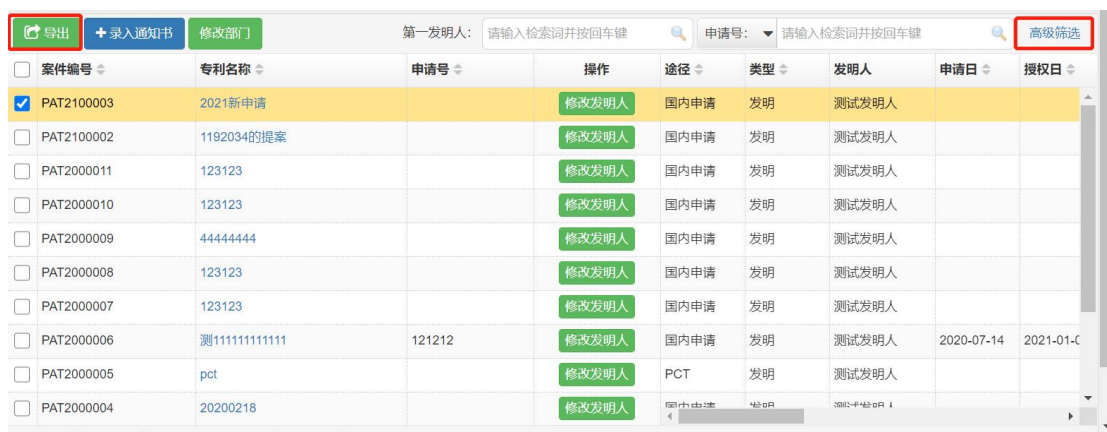 导出 录入通知书 修改部门 第一发明人： 请输入检索词并按回车键 申请号： 请输入检索词并按回车键 高级筛选
案件编号 专利名称 申请号 操作 途径 类型 发明人 申请日 授权日
PAT2100003 2021新申请 修改发明人 国内申请 发明 测试发明人
PAT2100002 1192034的提案 修改发明人 国内申请 发明 测试发明人
PAT2000011 123123 修改发明人 国内申请 发明 测试发明人
PAT2000010 123123 修改发明人 国内申请 发明 测试发明人
PAT2000009 44444444 修改发明人 国内申请 发明 测试发明人
PAT2000008 123123 修改发明人 国内申请 发明 测试发明人
PAT2000007 123123 修改发明人 国内申请 发明 测试发明人
PAT2000006 测111111111111 121212 修改发明人 国内申请 发明 测试发明人 2020-07-14 2021-01-0
PAT2000005 pct 修改发明人 PCT 发明 测试发明人
PAT2000004 20200218 修改发明人 国内申请 发明 测试发明人